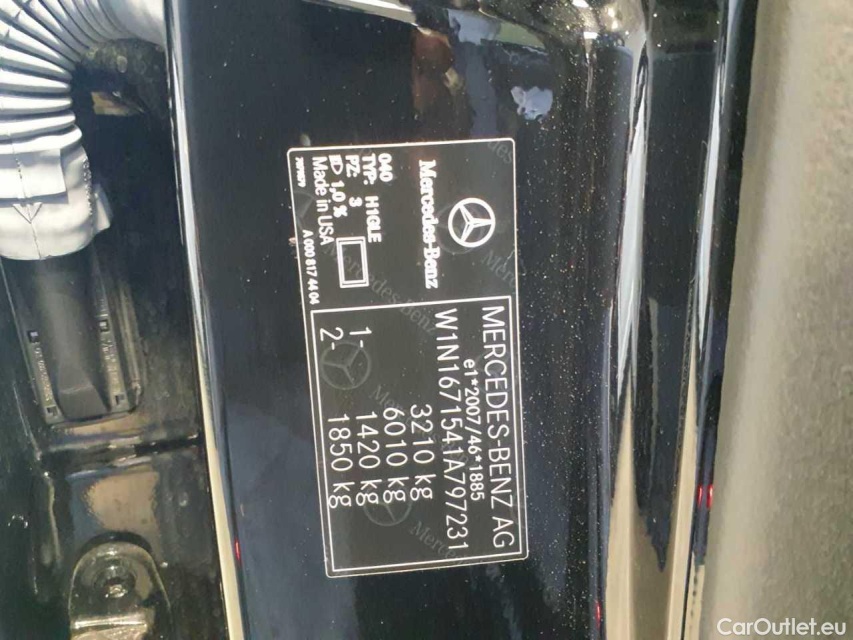 Mercedes-Benz
040
TYP: H1GLE
PZ: 3
1,0 %
Made in USA
A 000 817 44 04
MERCEDES-BENZ AG
e1*2007/46*1885
W1N1671541A797231
3210 kg
6010 kg
1- 1420 kg
2- 1850 kg
CarOutlet.eu